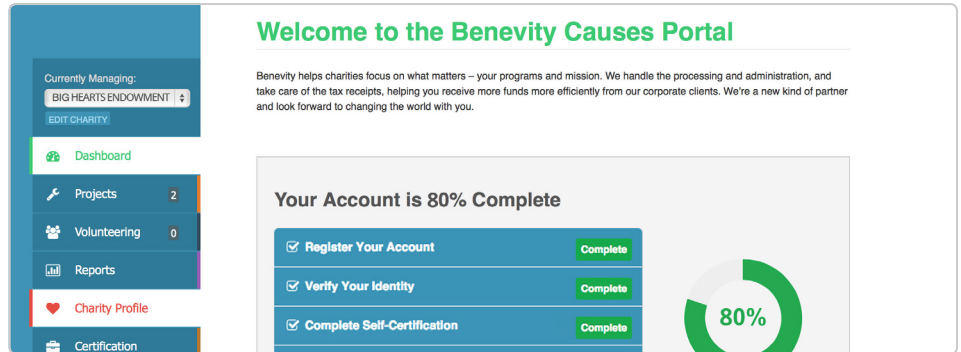 Welcome to the Benevity Causes Portal
Benevity helps charities focus on what matters – your programs and mission. We handle the processing and administration, and
take care of the tax receipts, helping you receive more funds more efficiently from our corporate clients. We're a new kind of partner
and look forward to changing the world with you.
Currently Managing:
BIG HEARTS ENDOWMENT
EDIT CHARITY
Dashboard
Projects 2
Volunteering 0
Reports
Charity Profile
Certification
Your Account is 80% Complete
Register Your Account Complete
Verify Your Identity Complete
Complete Self-Certification Complete
80%